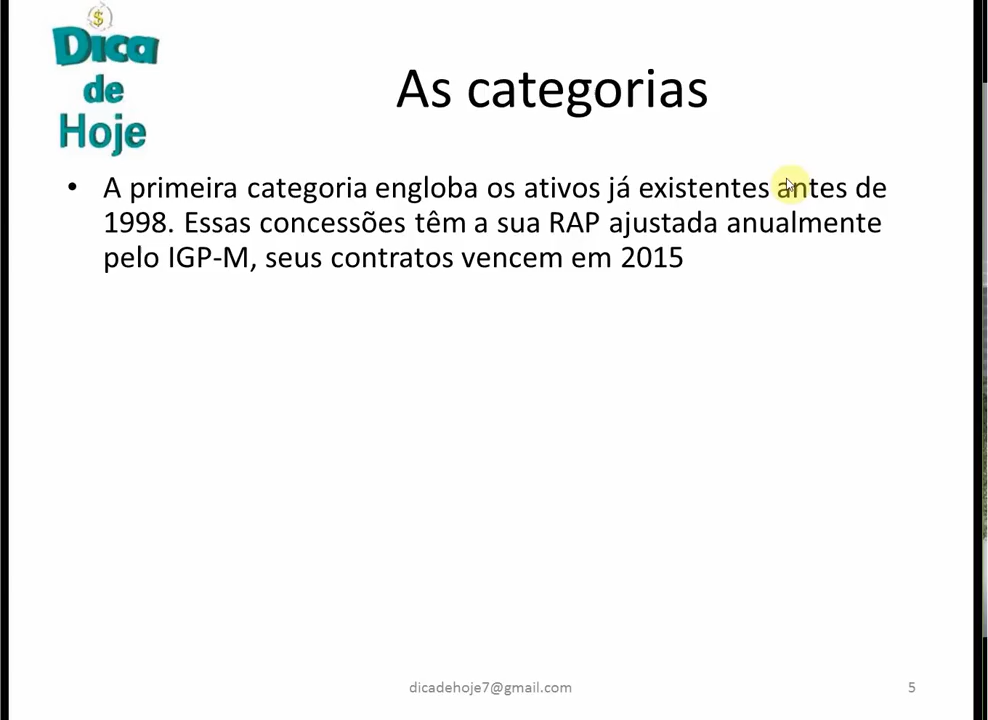 Dica
de
Hoje
As categorias
• A primeira categoria engloba os ativos já existentes antes de
1998. Essas concessões têm a sua RAP ajustada anualmente
pelo IGP-M, seus contratos vencem em 2015
dicadehoje7@gmail.com
5